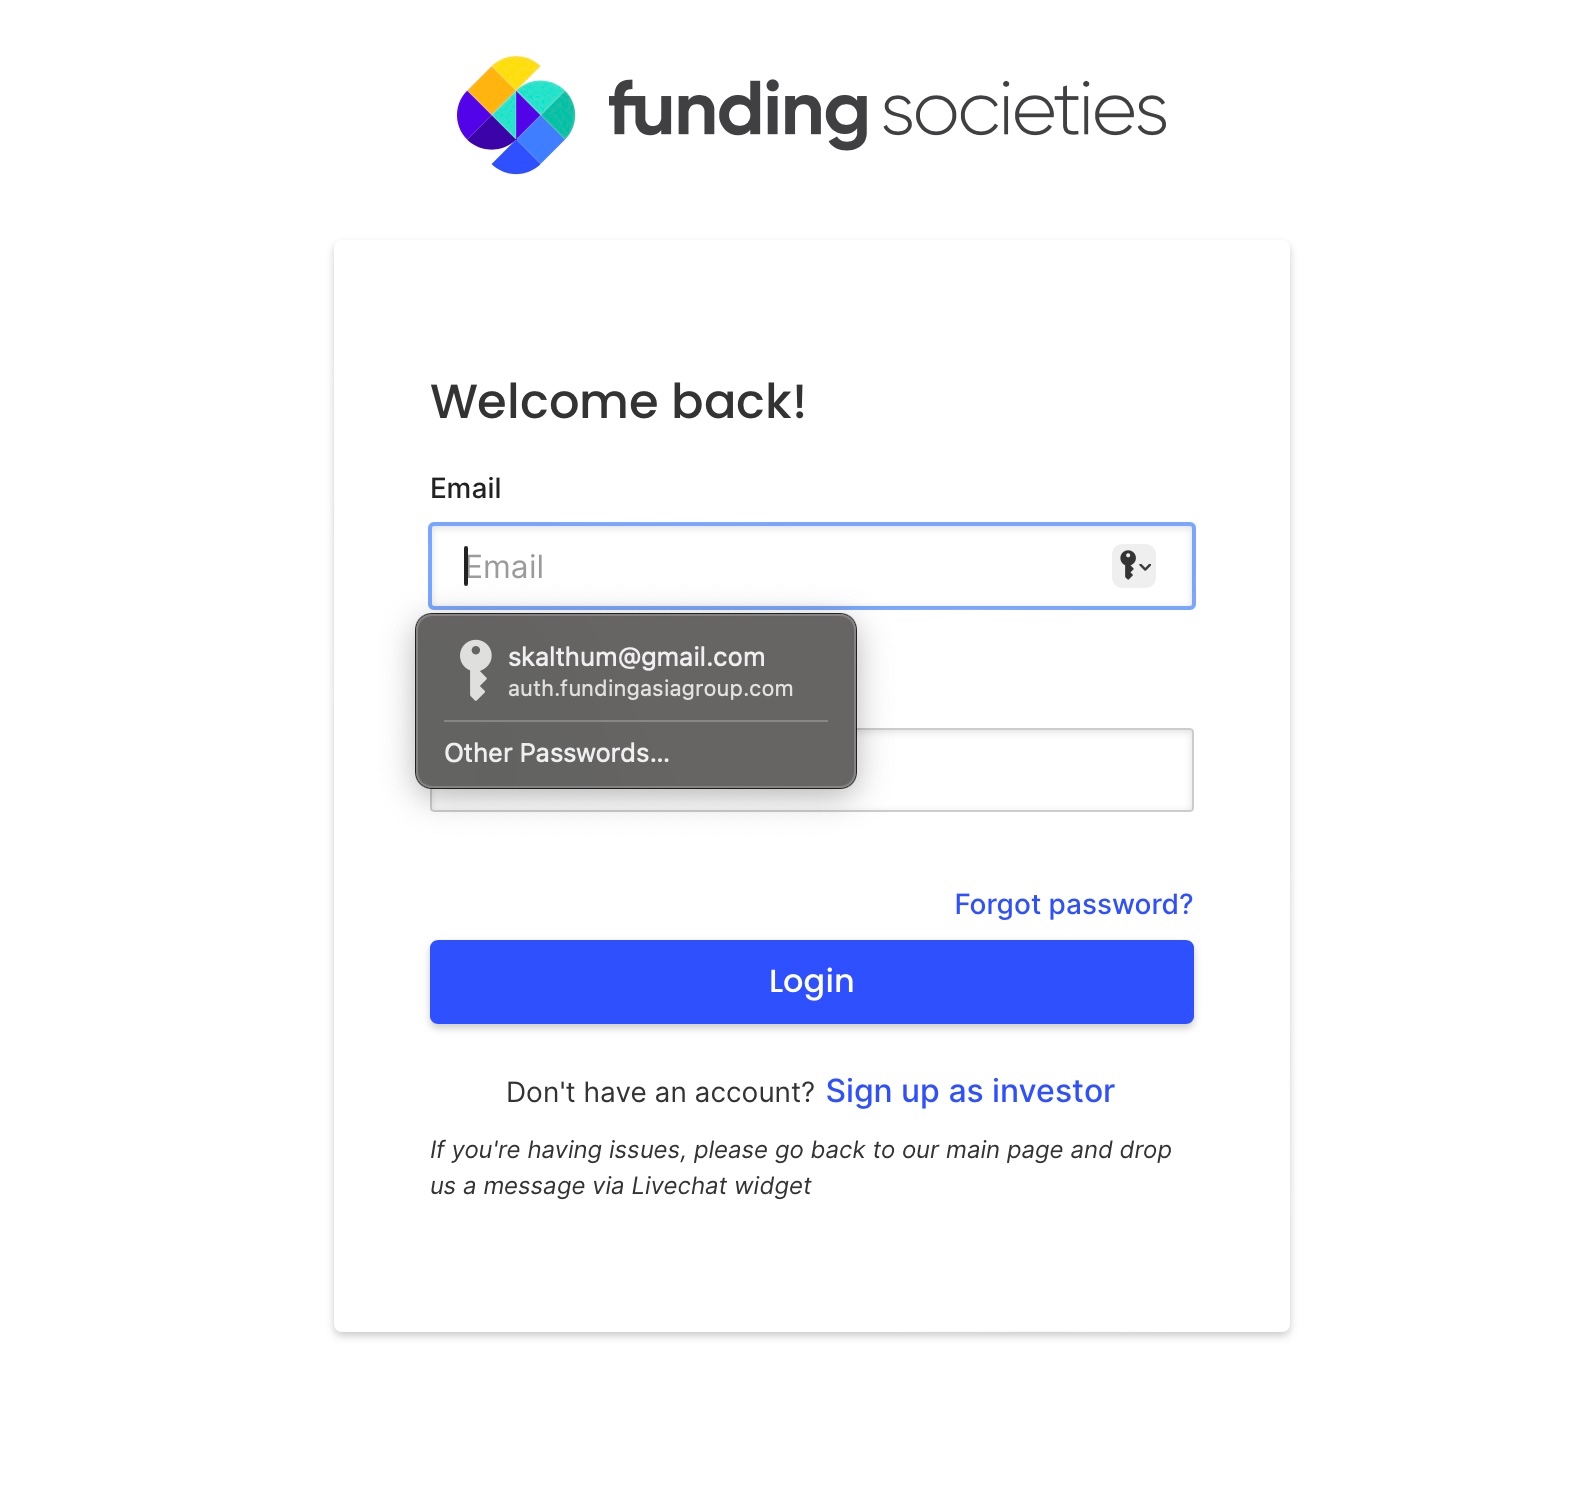 funding societies
Welcome back!
Email
Email
skalthum@gmail.com
auth.fundingasiagroup.com
Other Passwords...
Forgot password?
Login
Don't have an account? Sign up as investor
If you're having issues, please go back to our main page and drop
us a message via Livechat widget